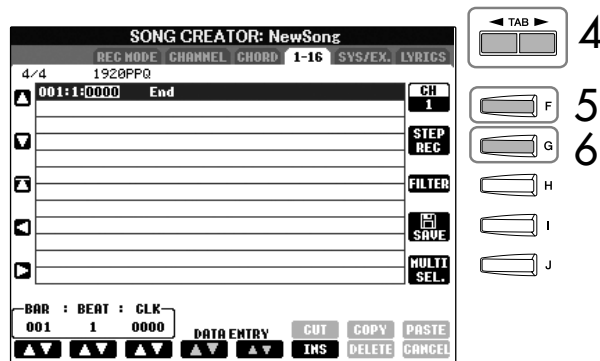 SONG CREATOR: NewSong
REC MODE CHANNEL CHORD 1-16 SYS/EX. LYRICS
◄ TAB ► 4
4/4 1920PPQ
001:1:0000 End
CH
1
F 5
STEP
REC
G 6
FILTER
H
SAVE
I
MULTI
SEL.
J
BAR : BEAT : CLK
001 1 0000
DATA ENTRY
CUT COPY PASTE
INS DELETE CANCEL